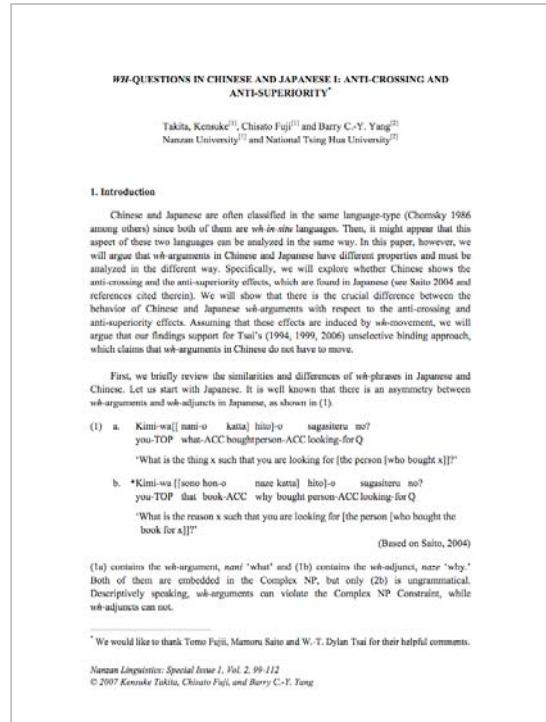 WH-QUESTIONS IN CHINESE AND JAPANESE I: ANTI-CROSSING AND
ANTI-SUPERIORITY*
Takita, Kensuke[1], Chisato Fuji[1] and Barry C.-Y. Yang[2]
Nanzan University[1] and National Tsing Hua University[2]
1. Introduction
Chinese and Japanese are often classified in the same language-type (Chomsky 1986
among others) since both of them are wh-in-situ languages. Then, it might appear that this
aspect of these two languages can be analyzed in the same way. In this paper, however, we
will argue that wh-arguments in Chinese and Japanese have different properties and must be
analyzed in the different way. Specifically, we will explore whether Chinese shows the
anti-crossing and the anti-superiority effects, which are found in Japanese (see Saito 2004 and
references cited therein). We will show that there is the crucial difference between the
behavior of Chinese and Japanese wh-arguments with respect to the anti-crossing and
anti-superiority effects. Assuming that these effects are induced by wh-movement, we will
argue that our findings support for Tsai's (1994, 1999, 2006) unselective binding approach,
which claims that wh-arguments in Chinese do not have to move.
First, we briefly review the similarities and differences of wh-phrases in Japanese and
Chinese. Let us start with Japanese. It is well known that there is an asymmetry between
wh-arguments and wh-adjuncts in Japanese, as shown in (1).
(1) a. Kimi-wa[[ nani-o katta] hito]-o sagasiteru no?
you-TOP what-ACC boughtperson-ACC looking-for Q
'What is the thing x such that you are looking for [the person [who bought x]]?'
b. *Kimi-wa [[sono hon-o naze katta] hito]-o sagasiteru no?
you-TOP that book-ACC why bought person-ACC looking-for Q
'What is the reason x such that you are looking for [the person [who bought the
book for x]]?'
(Based on Saito, 2004)
(1a) contains the wh-argument, nani 'what' and (1b) contains the wh-adjunct, naze 'why.'
Both of them are embedded in the Complex NP, but only (2b) is ungrammatical.
Descriptively speaking, wh-arguments can violate the Complex NP Constraint, while
wh-adjuncts can not.
* We would like to thank Tomo Fujii, Mamoru Saito and W.-T. Dylan Tsai for their helpful comments.
Nanzan Linguistics: Special Issue 1, Vol. 2, 99-112
© 2007 Kensuke Takita, Chisato Fuji, and Barry C.-Y. Yang